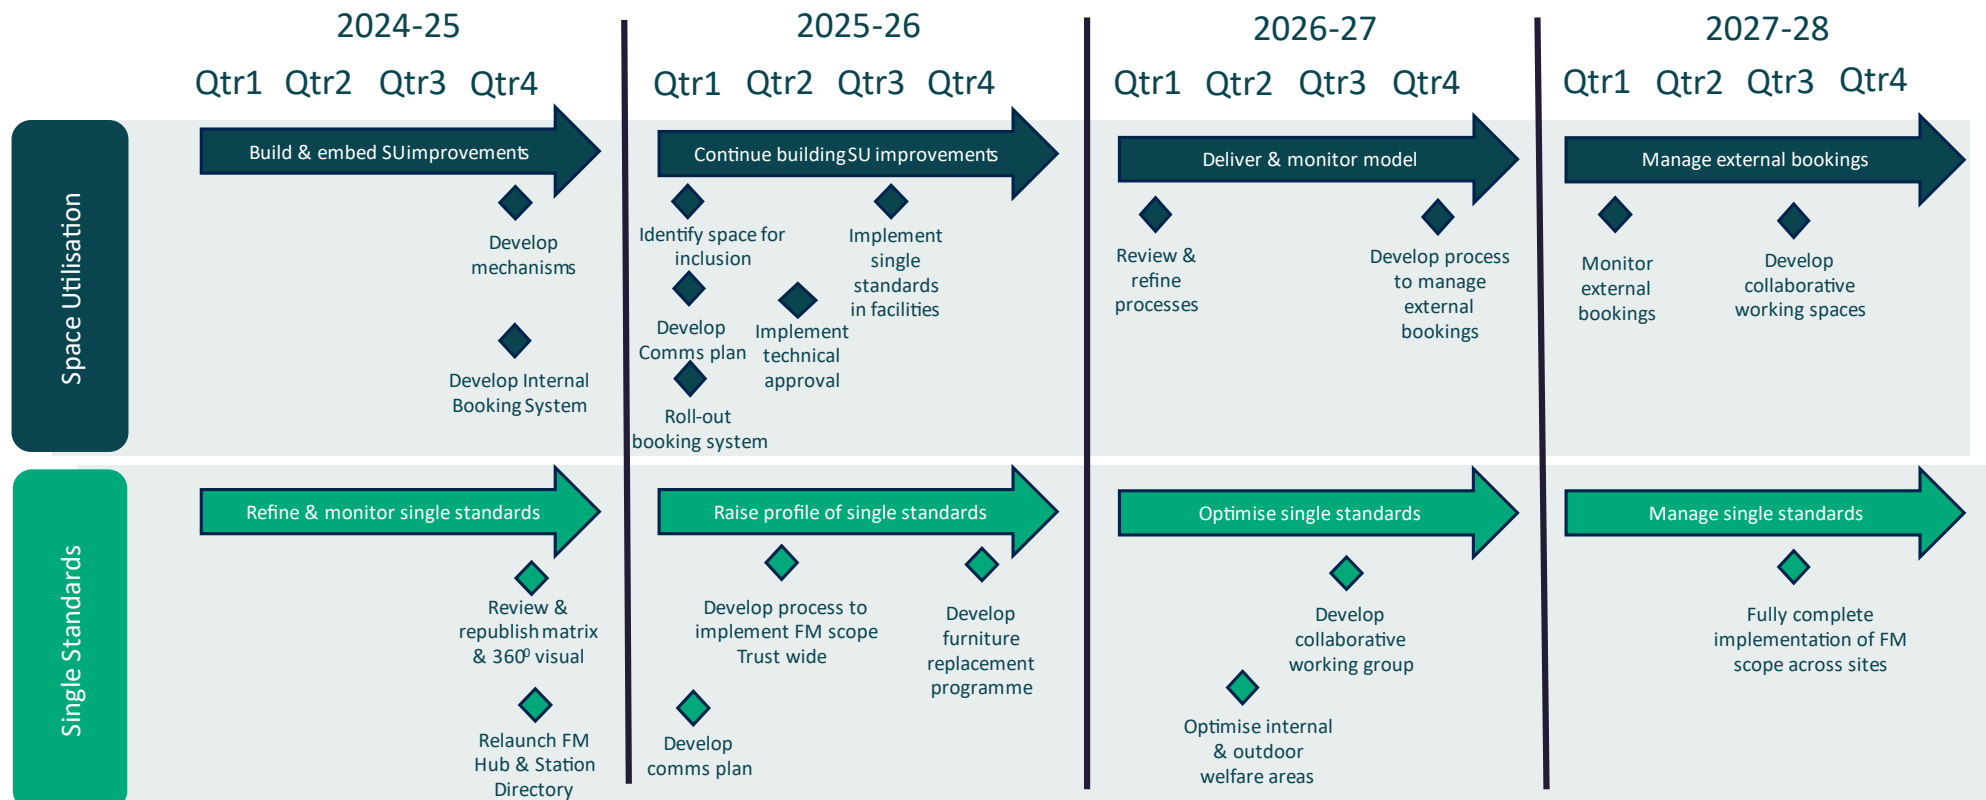 2024-25
2025-26
2026-27
2027-28
Qtr1 Qtr2 Qtr3 Qtr4
Qtr1 Qtr2 Qtr3 Qtr4
Qtr1 Qtr2 Qtr3 Qtr4
Qtr1 Qtr2 Qtr3 Qtr4
Space Utilisation
Build & embed SU improvements
Develop
mechanisms
Develop Internal
Booking System
Continue building SU improvements
Identify space for
inclusion
Develop
Comms plan
Roll-out
booking system
Implement
technical
approval
Implement
single
standards
in facilities
Deliver & monitor model
Review &
refine
processes
Develop process
to manage
external
bookings
Manage external bookings
Monitor
external
bookings
Develop
collaborative
working spaces
Single Standards
Refine & monitor single standards
Review &
republish matrix
& 360⁰ visual
Relaunch FM
Hub & Station
Directory
Raise profile of single standards
Develop process to
implement FM scope
Trust wide
Develop
comms plan
Develop
furniture
replacement
programme
Optimise single standards
Develop
collaborative
working group
Optimise internal
& outdoor
welfare areas
Manage single standards
Fully complete
implementation of FM
scope across sites